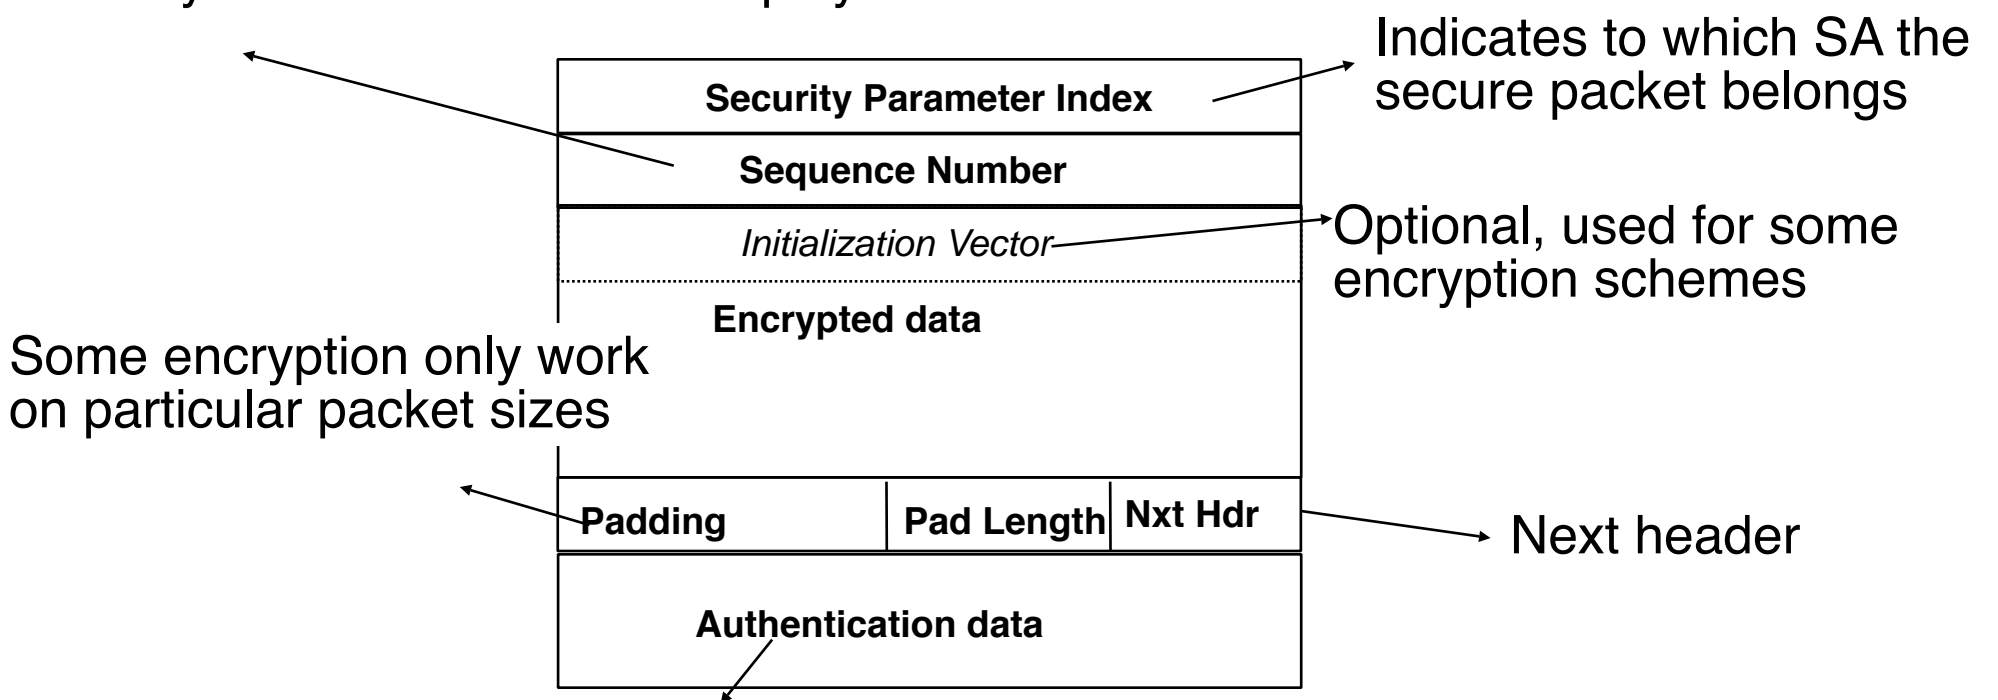 Indicates to which SA the
secure packet belongs
Security Parameter Index
Sequence Number
Initialization Vector
Optional, used for some
encryption schemes
Encrypted data
Some encryption only work
on particular packet sizes
Padding
Pad Length
Nxt Hdr
Next header
Authentication data